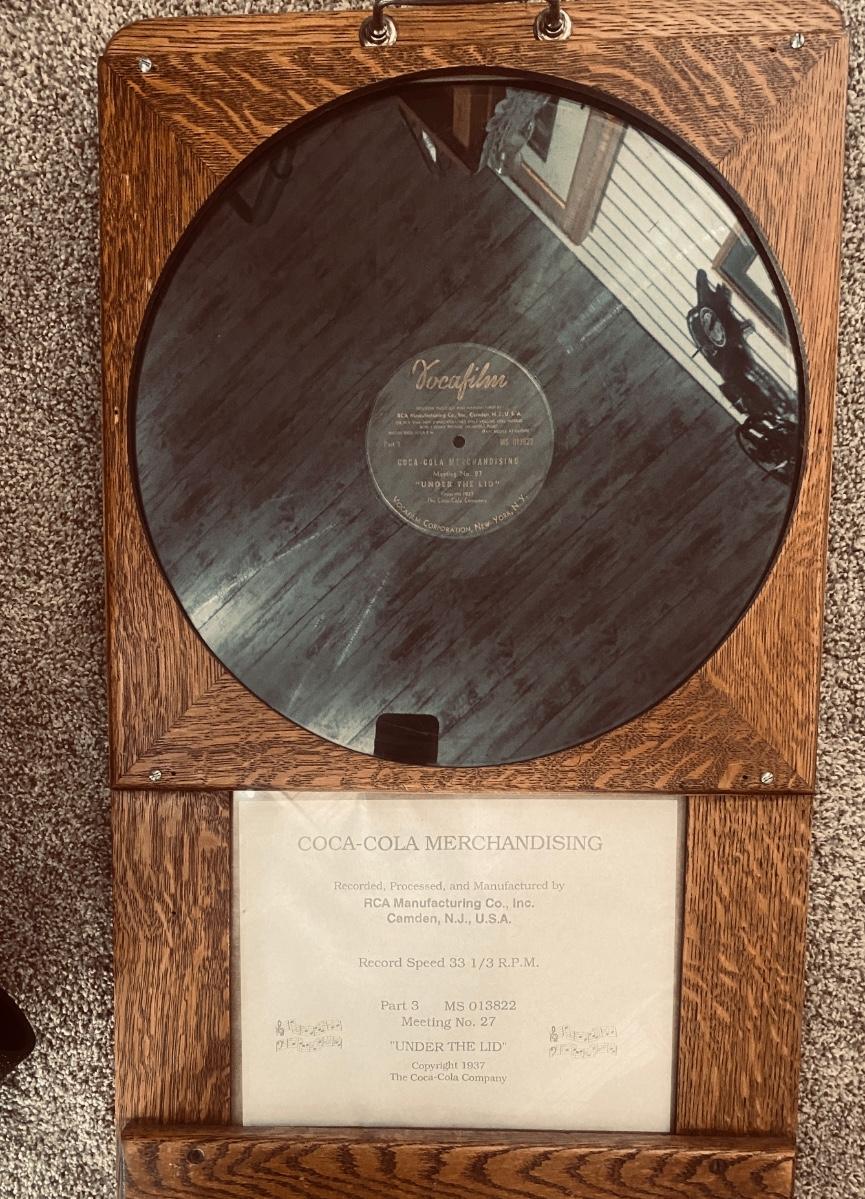 Vocafilm
RCA Manufacturing Co., Inc. Camden, N.J., U.S.A.
Part 3 MS 013822
COCA-COLA MERCHANDISING
Meeting No. 27
"UNDER THE LID"
Copyright 1937
The Coca-Cola Company
VOCAFILM CORPORATION, NEW YORK, N.Y.
COCA-COLA MERCHANDISING
Recorded, Processed, and Manufactured by
RCA Manufacturing Co., Inc.
Camden, N.J., U.S.A.
Record Speed 33 1/3 R.P.M.
Part 3 MS 013822
Meeting No. 27
"UNDER THE LID"
Copyright 1937
The Coca-Cola Company